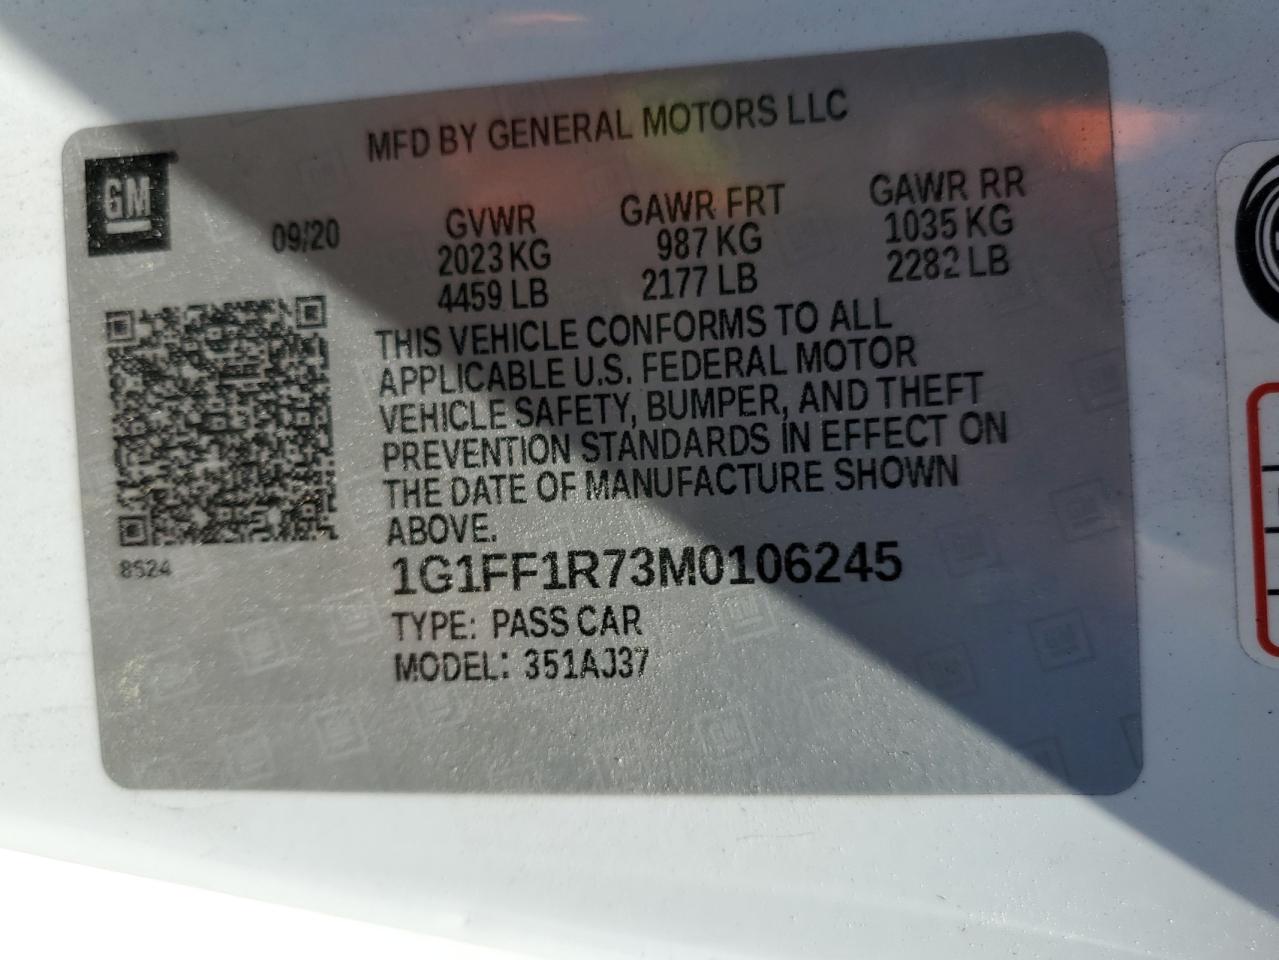 MFD BY GENERAL MOTORS LLC
GM
09/20
GVWR
2023 KG
4459 LB
GAWR FRT
987 KG
2177 LB
GAWR RR
1035 KG
2282 LB
THIS VEHICLE CONFORMS TO ALL
APPLICABLE U.S. FEDERAL MOTOR
VEHICLE SAFETY, BUMPER, AND THEFT
PREVENTION STANDARDS IN EFFECT ON
THE DATE OF MANUFACTURE SHOWN
ABOVE.
8524
1G1FF1R73M0106245
TYPE: PASS CAR
MODEL: 351AJ37